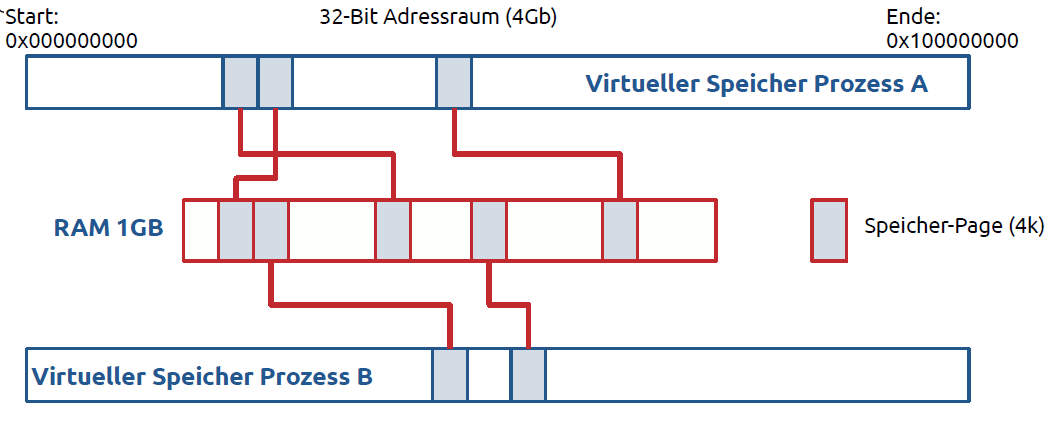 Start:
32-Bit Adressraum (4Gb)
Ende:
0x000000000
0x100000000
Virtueller Speicher Prozess A
RAM 1GB
Speicher-Page (4k)
Virtueller Speicher Prozess B